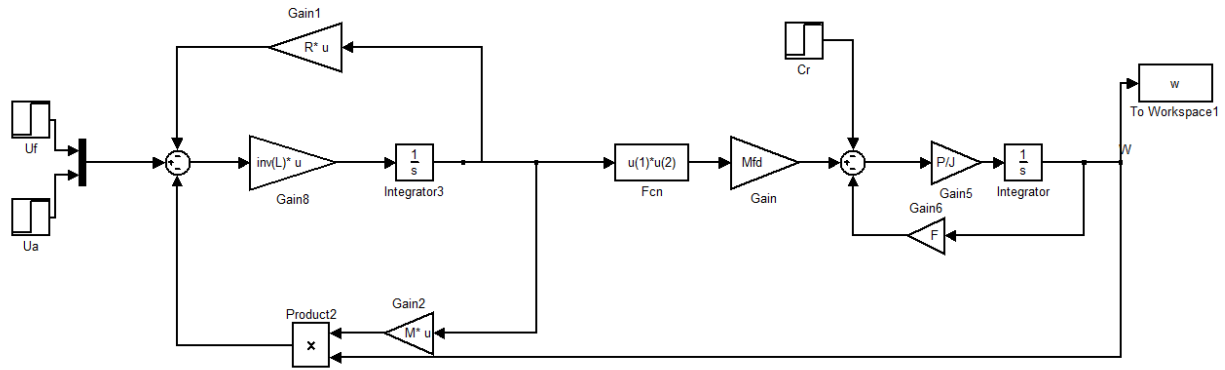 Gain1
R* u
Cr
w
To Workspace1
W
Uf
inv(L)* u
Gain8
1
s
Integrator3
u(1)*u(2)
Fcn
Mfd
Gain
P/J
Gain5
1
s
Integrator
Ua
Gain6
F
Gain2
M* u
Product2
×